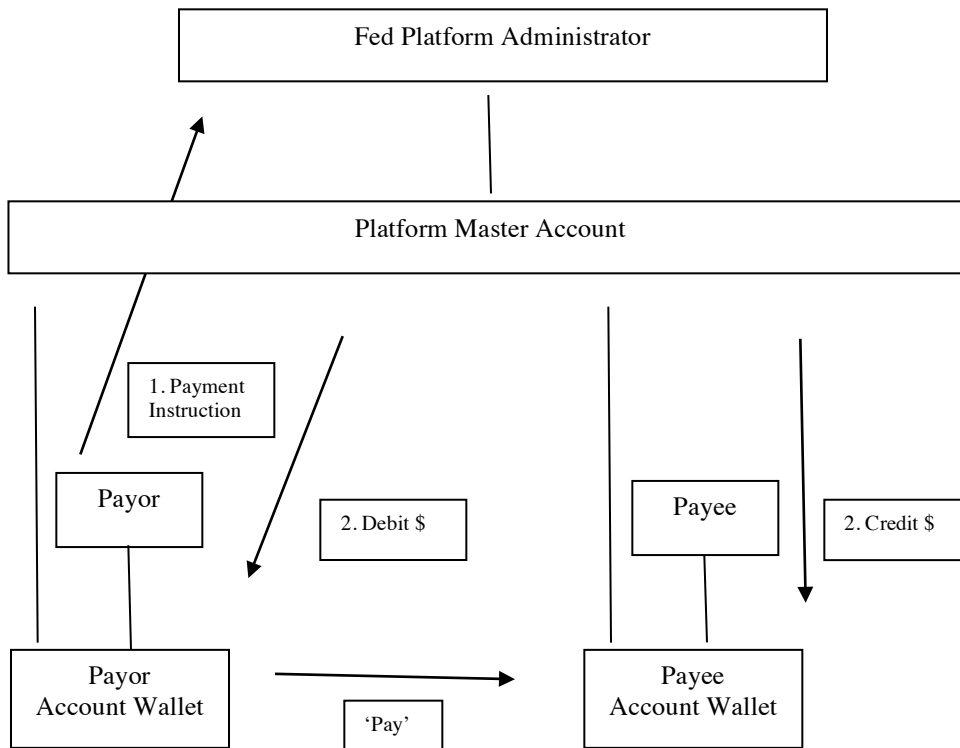 Fed Platform Administrator
Platform Master Account
1. Payment
Instruction
Payor
Payee
2. Debit $
2. Credit $
Payor
Account Wallet
Payee
Account Wallet
‘Pay’